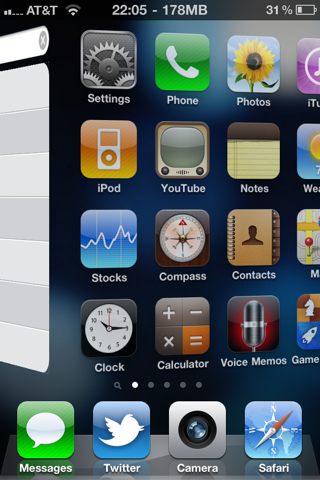 AT&T 22:05 - 178MB 31 %
Settings Phone Photos iTu
iPod YouTube Notes Wea
Stocks Compass Contacts Ma
Clock Calculator Voice Memos Game
Messages Twitter Camera Safari